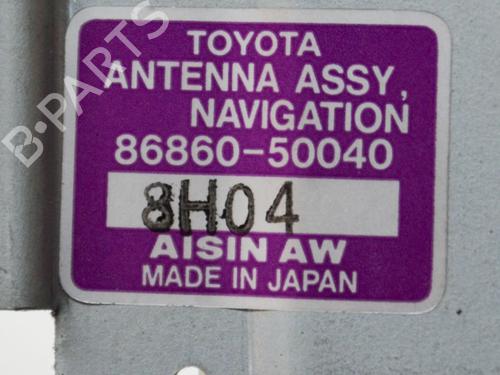 TOYOTA
ANTENNA ASSY,
NAVIGATION
86860-50040
8H04
AISIN AW
MADE IN JAPAN
B-PARTS